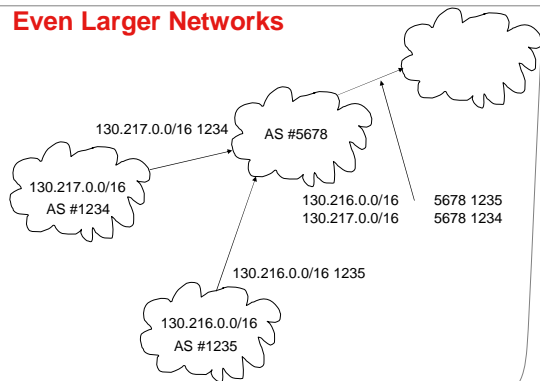 Even Larger Networks
130.217.0.0/16 1234
AS #5678
130.217.0.0/16
AS #1234
130.216.0.0/16 5678 1235
130.217.0.0/16 5678 1234
130.216.0.0/16 1235
130.216.0.0/16
AS #1235